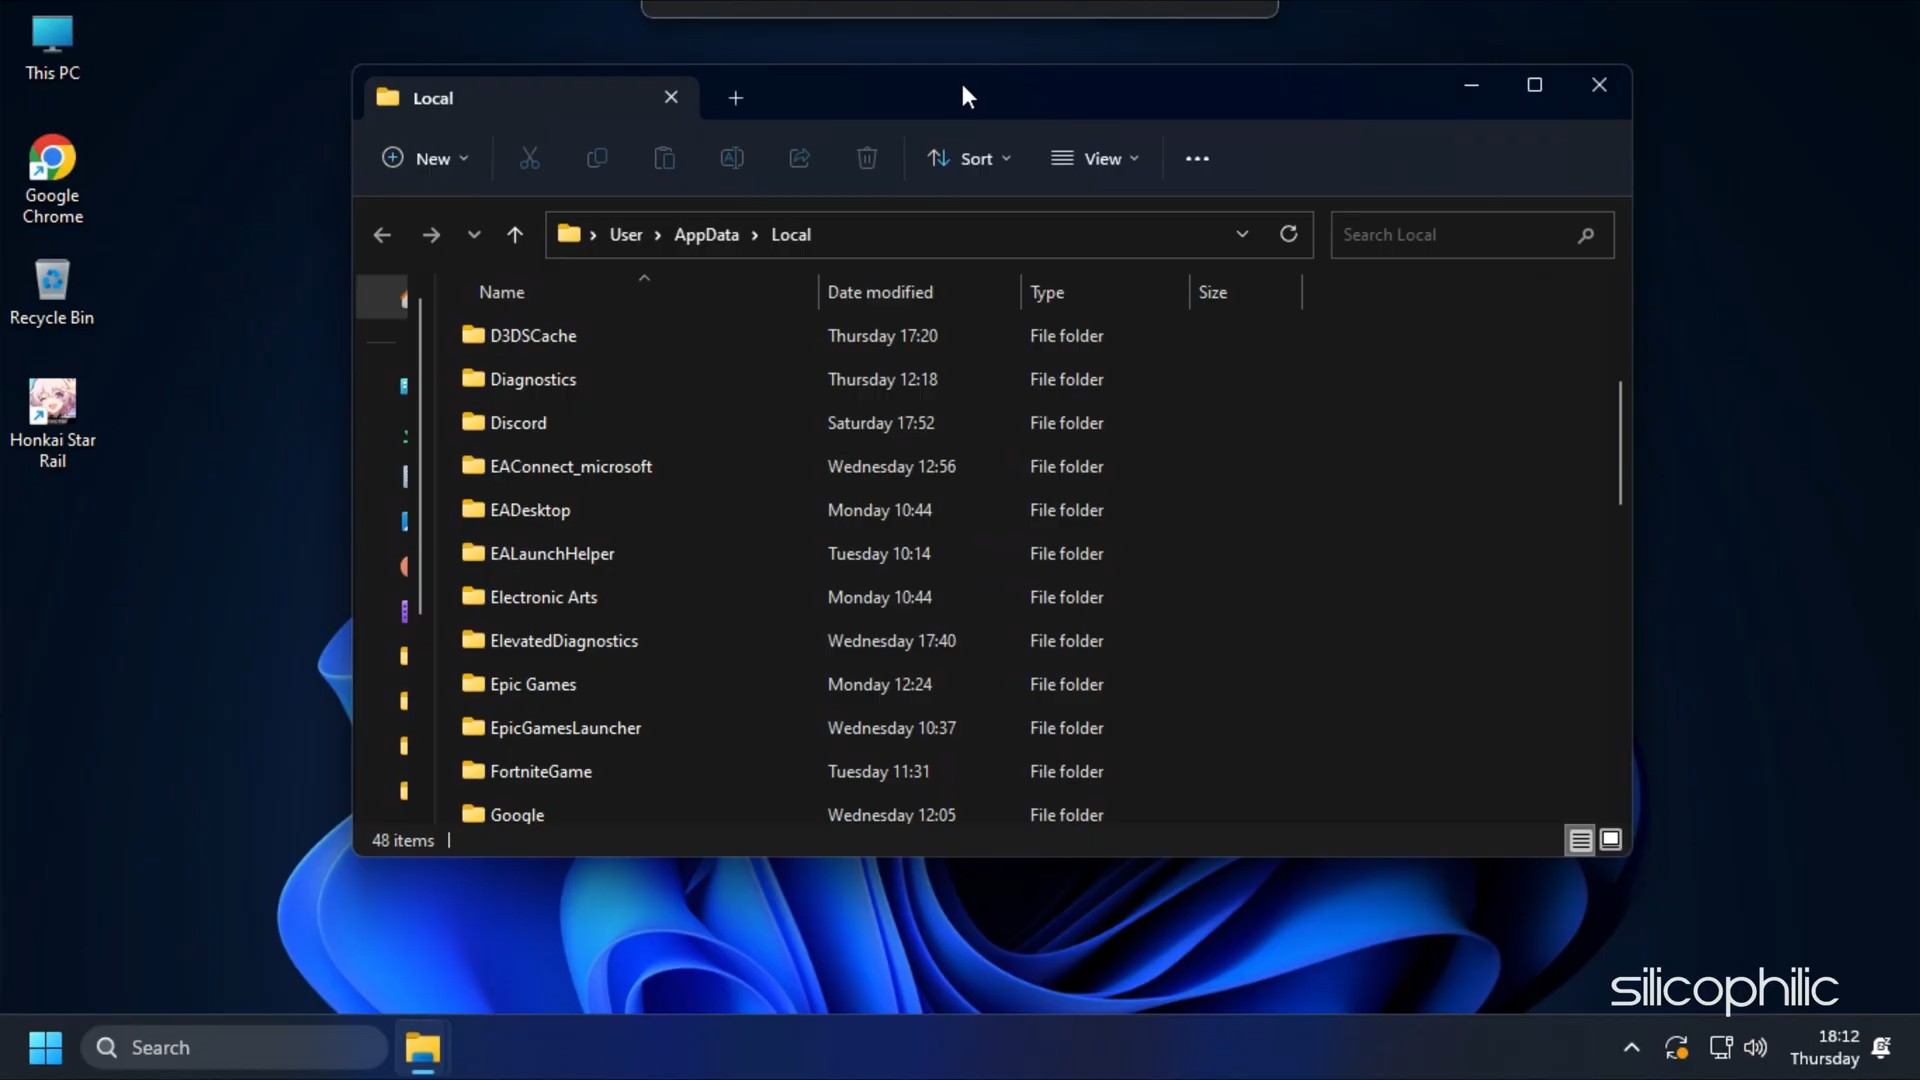 This PC
Google
Chrome
Recycle Bin
Honkai Star
Rail
Local
New
Sort
View
User
AppData
Local
Search Local
Name
Date modified
Type
Size
D3DSCache Thursday 17:20 File folder
Diagnostics Thursday 12:18 File folder
Discord Saturday 17:52 File folder
EAConnect_microsoft Wednesday 12:56 File folder
EADesktop Monday 10:44 File folder
EALaunchHelper Tuesday 10:14 File folder
Electronic Arts Monday 10:44 File folder
ElevatedDiagnostics Wednesday 17:40 File folder
Epic Games Monday 12:24 File folder
EpicGamesLauncher Wednesday 10:37 File folder
FortniteGame Tuesday 11:31 File folder
Google Wednesday 12:05 File folder
48 items
silicophilic
Search
18:12
Thursday